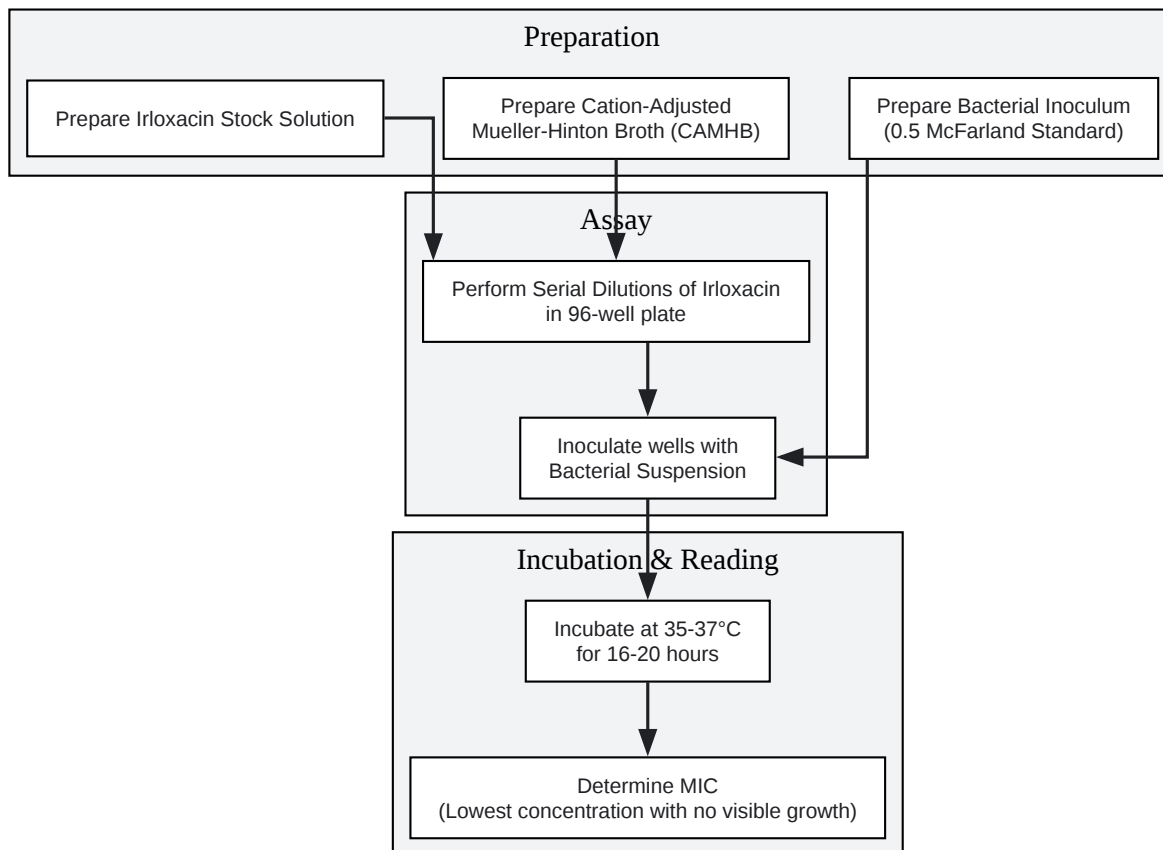 Preparation
Prepare Irloxacin Stock Solution
Prepare Cation-Adjusted
Mueller-Hinton Broth (CAMHB)
Prepare Bacterial Inoculum
(0.5 McFarland Standard)
Assay
Perform Serial Dilutions of Irloxacin
in 96-well plate
Inoculate wells with
Bacterial Suspension
Incubation & Reading
Incubate at 35-37°C
for 16-20 hours
Determine MIC
(Lowest concentration with no visible growth)